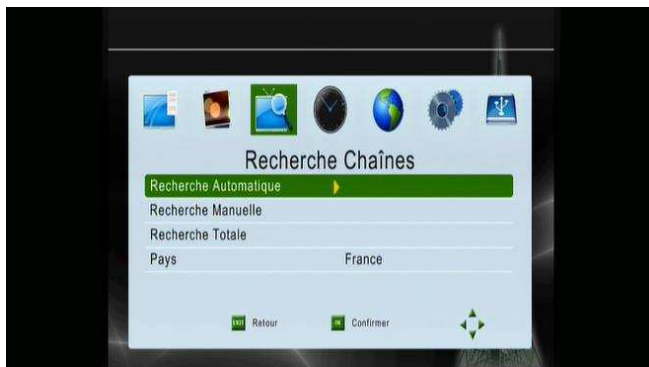 Recherche Chaînes
Recherche Automatique
Recherche Manuelle
Recherche Totale
Pays France
EXIT Retour OK Confirmer